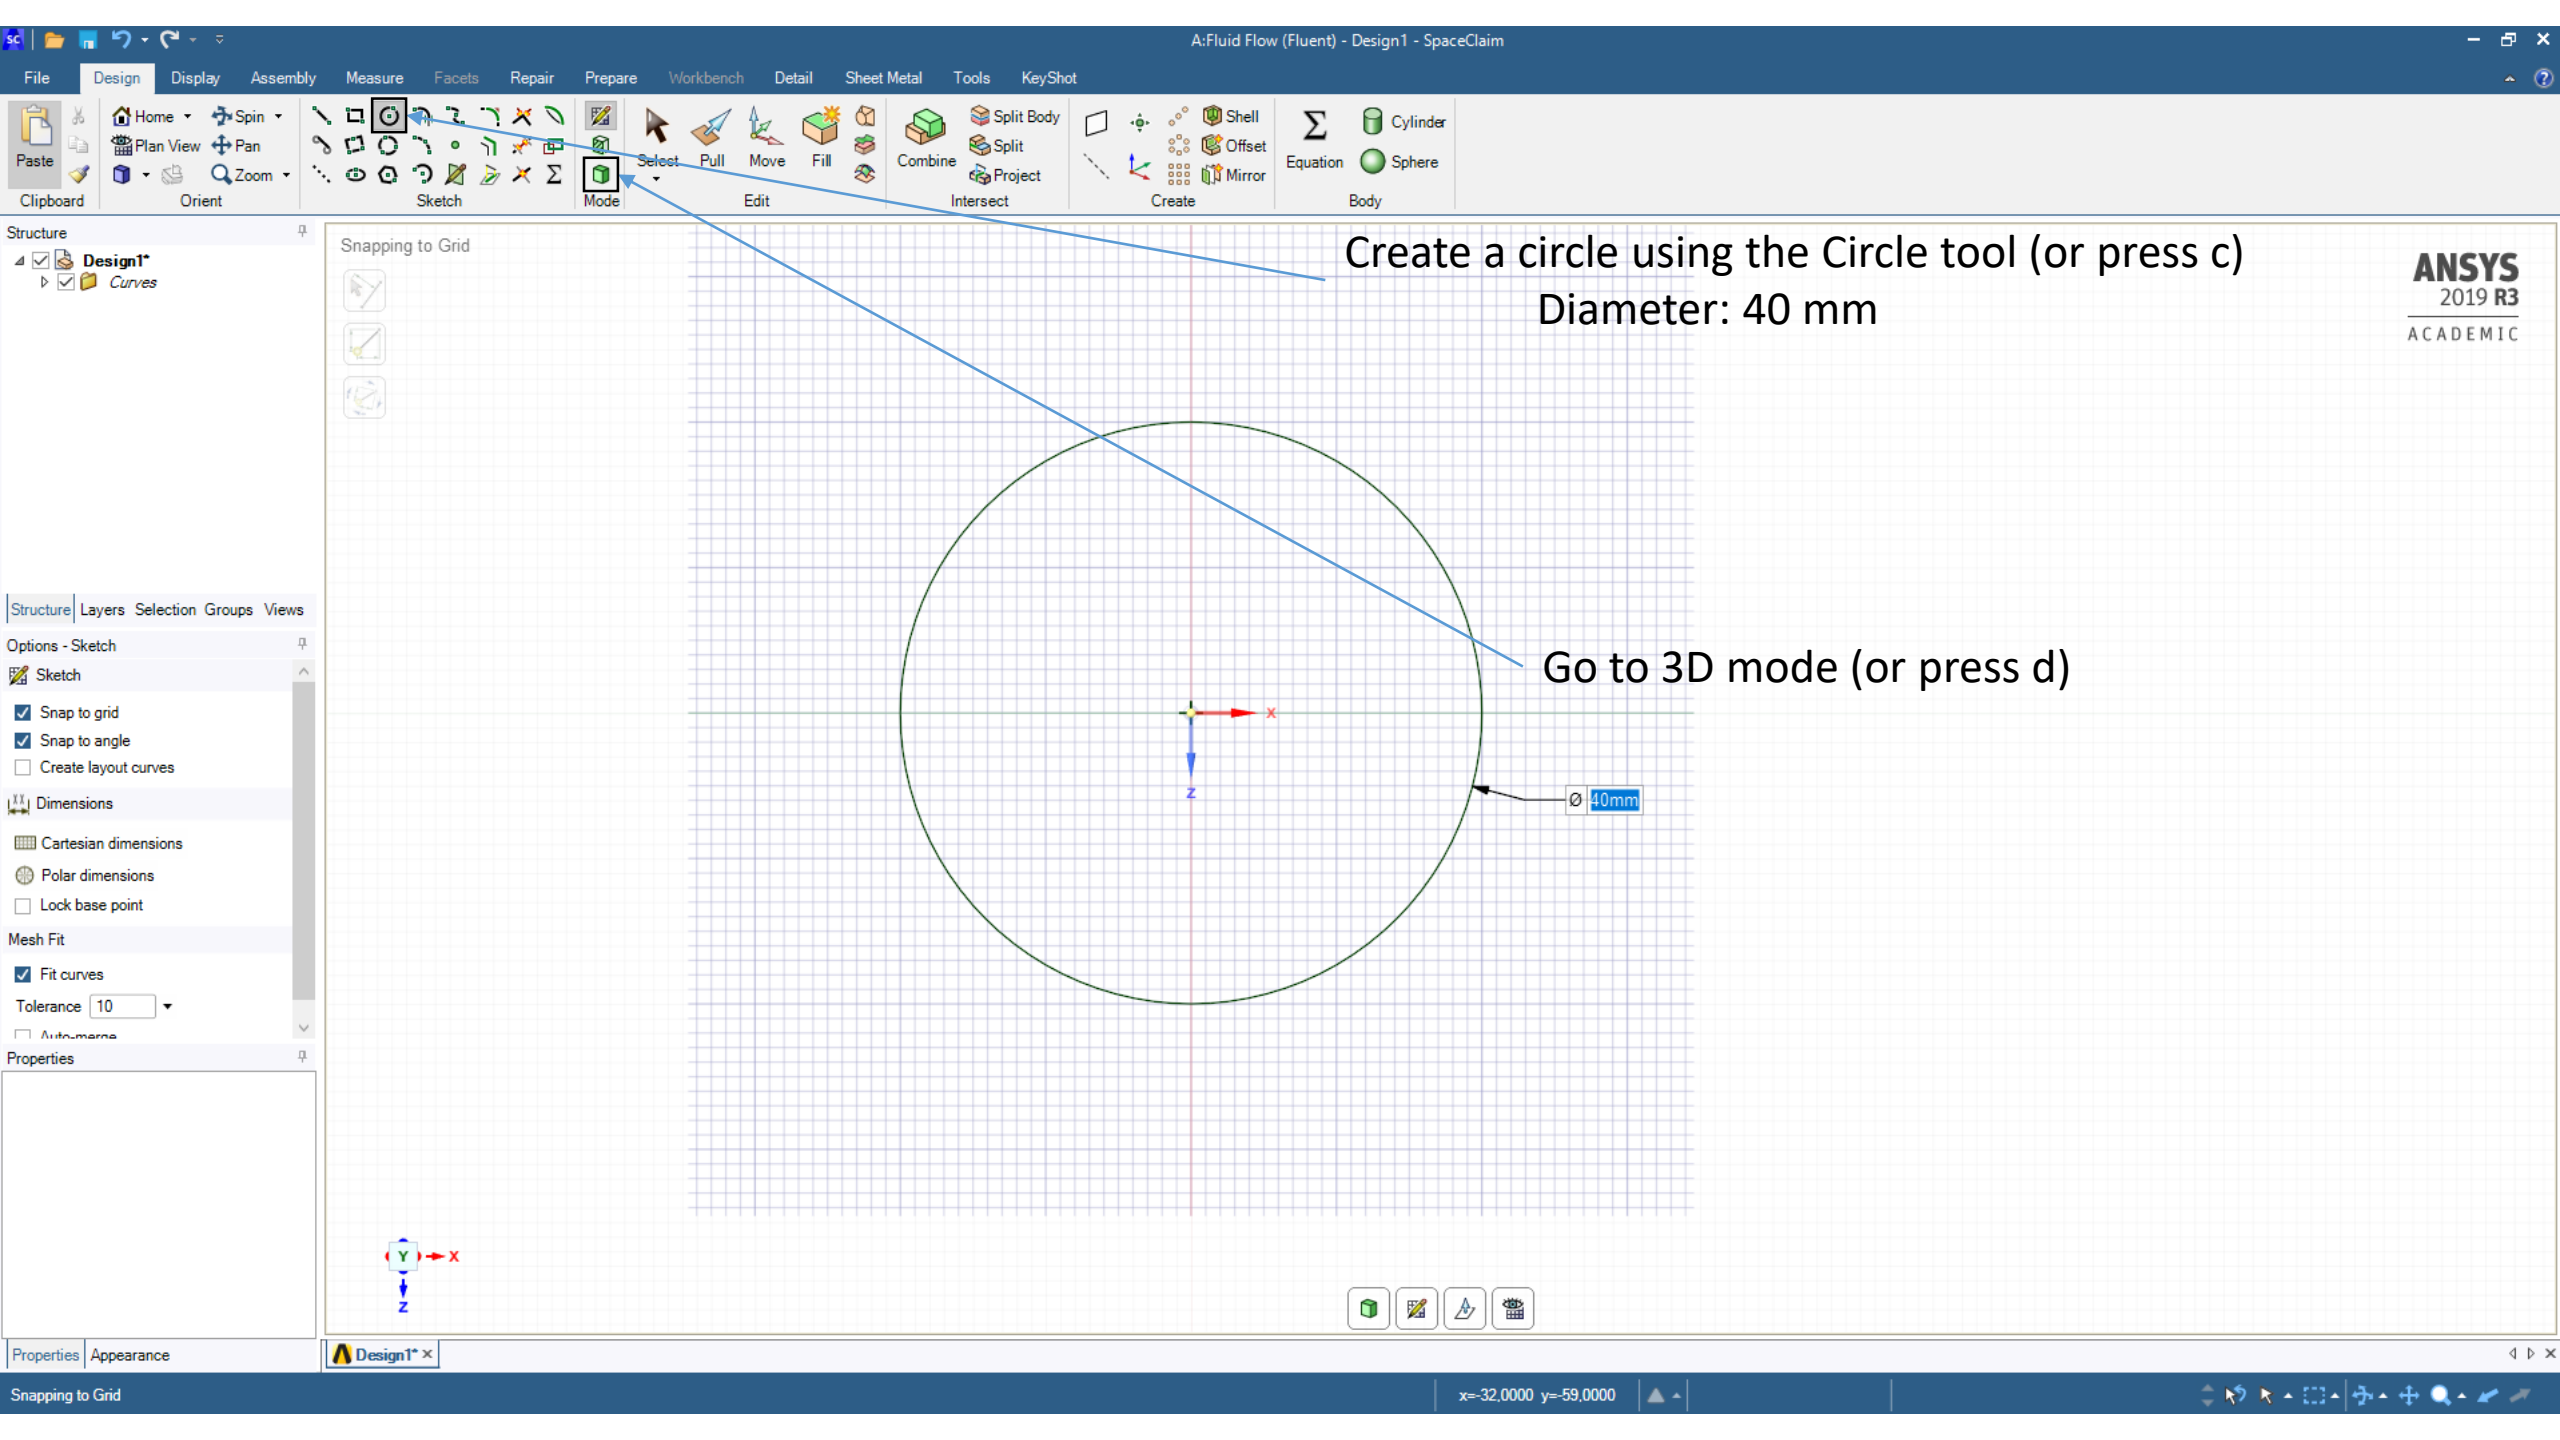 SC
A:Fluid Flow (Fluent) - Design1 - SpaceClaim
File Design Display Assembly Measure Facets Repair Prepare Workbench Detail Sheet Metal Tools KeyShot
Paste
Clipboard
Home Spin
Plan View Pan
Zoom
Orient
Sketch
Mode
Select Pull Move Fill
Edit
Combine
Split Body
Split
Project
Intersect
Shell
Offset
Mirror
Create
Equation
Cylinder
Sphere
Body
Structure
Design1*
Curves
Structure Layers Selection Groups Views
Options - Sketch
Sketch
Snap to grid
Snap to angle
Create layout curves
Dimensions
Cartesian dimensions
Polar dimensions
Lock base point
Mesh Fit
Fit curves
Tolerance 10
Auto-merge
Properties
Properties Appearance
Snapping to Grid
Create a circle using the Circle tool (or press c)
Diameter: 40 mm
ANSYS
2019 R3
ACADEMIC
Go to 3D mode (or press d)
X
Z
Ø 40mm
Y X
Z
Design1*
Snapping to Grid
x=-32,0000 y=-59,0000